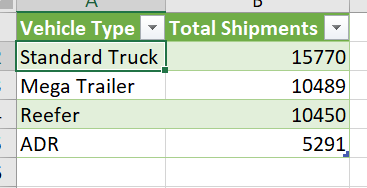 A B
Vehicle Type Total Shipments
Standard Truck 15770
Mega Trailer 10489
Reefer 10450
ADR 5291